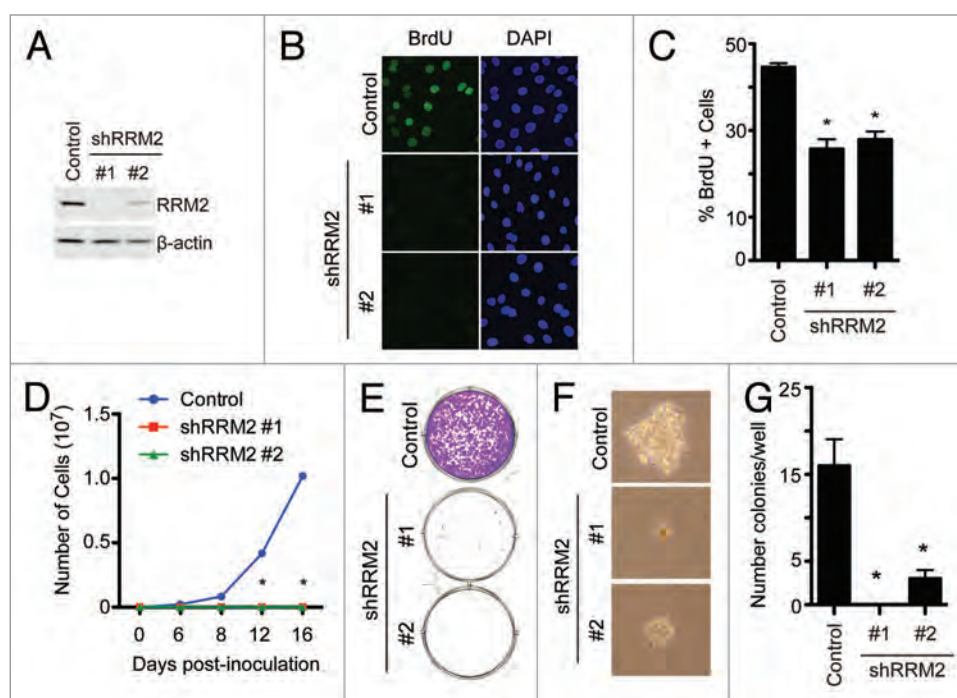 A
Control
shRRM2
#1 #2
RRM2
β-actin
B
BrdU DAPI
Control
shRRM2
#1
#2
C
% BrdU + Cells
45
30
15
0
*
*
Control
#1 #2
shRRM2
D
Number of Cells (10⁷)
1.5
1.0
0.5
0
Control
shRRM2 #1
shRRM2 #2
* *
0 6 8 12 16
Days post-inoculation
E
Control
shRRM2
#1
#2
F
Control
shRRM2
#1
#2
G
Number colonies/well
25
15
5
0
*
*
Control
#1 #2
shRRM2